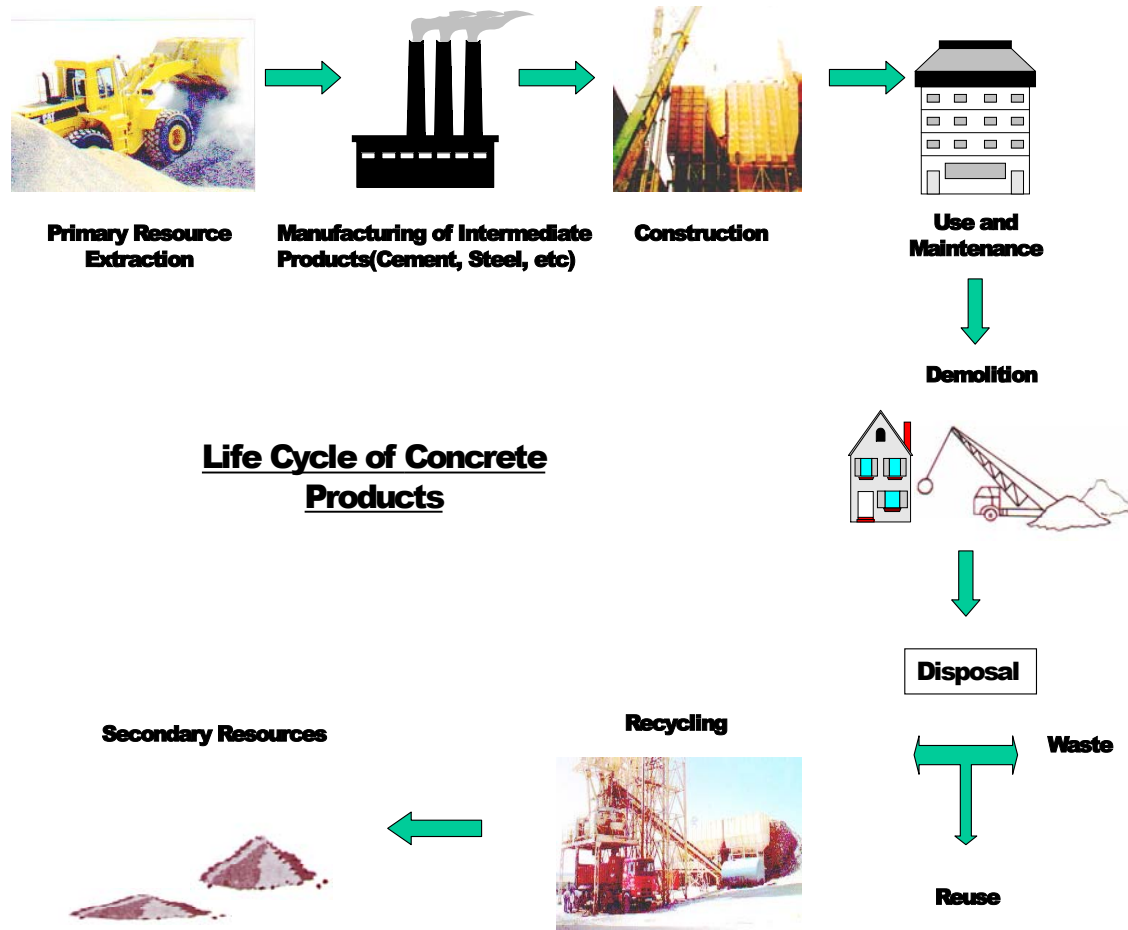 CAT
Primary Resource
Extraction
Manufacturing of Intermediate
Products(Cement, Steel, etc)
Construction
Use and
Maintenance
Demolition
Life Cycle of Concrete
Products
Disposal
Waste
Recycling
Secondary Resources
Reuse